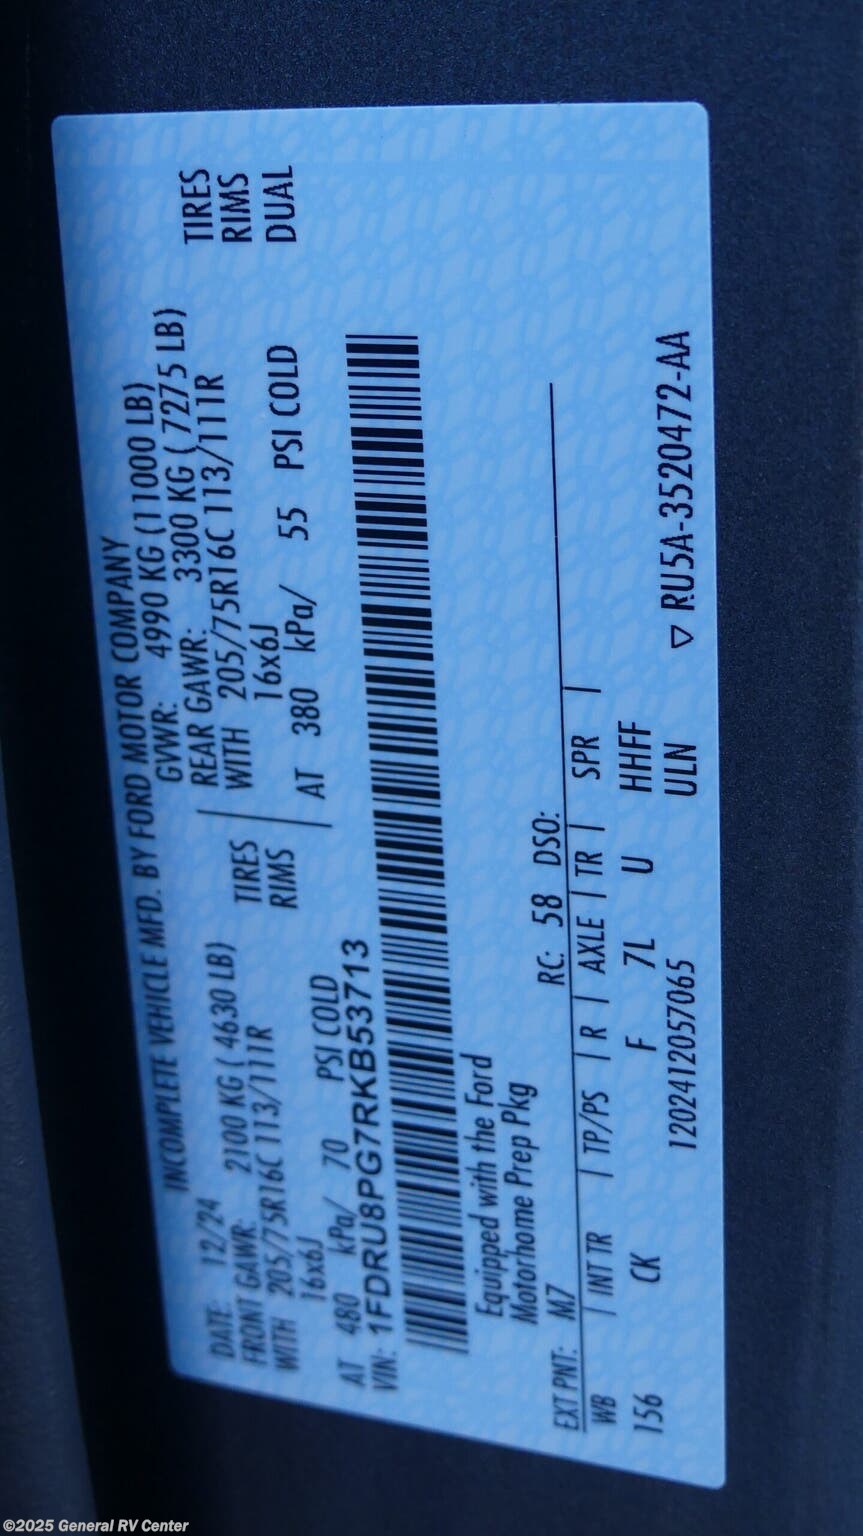 INCOMPLETE VEHICLE MFD. BY FORD MOTOR COMPANY
DATE: 12/24 GVWR: 4990 KG (11000 LB)
FRONT GAWR: 2100 KG ( 4630 LB) REAR GAWR: 3300 KG ( 7275 LB)
WITH 205/75R16C 113/111R TIRES WITH 205/75R16C 113/111R TIRES
16x6J RIMS 16x6J RIMS
AT 480 kPa/ 70 PSI COLD AT 380 kPa/ 55 PSI COLD DUAL
VIN: 1FDRU8PG7RKB53713
Equipped with the Ford
Motorhome Prep Pkg
EXT PNT: M7 RC: 58 DSO:
WB | INT TR | TP/PS | R | AXLE | TR | SPR |
156 CK F 7L U HHFF
1202412057065 ULN ▽ RU5A-3520472-AA
©2025 General RV Center